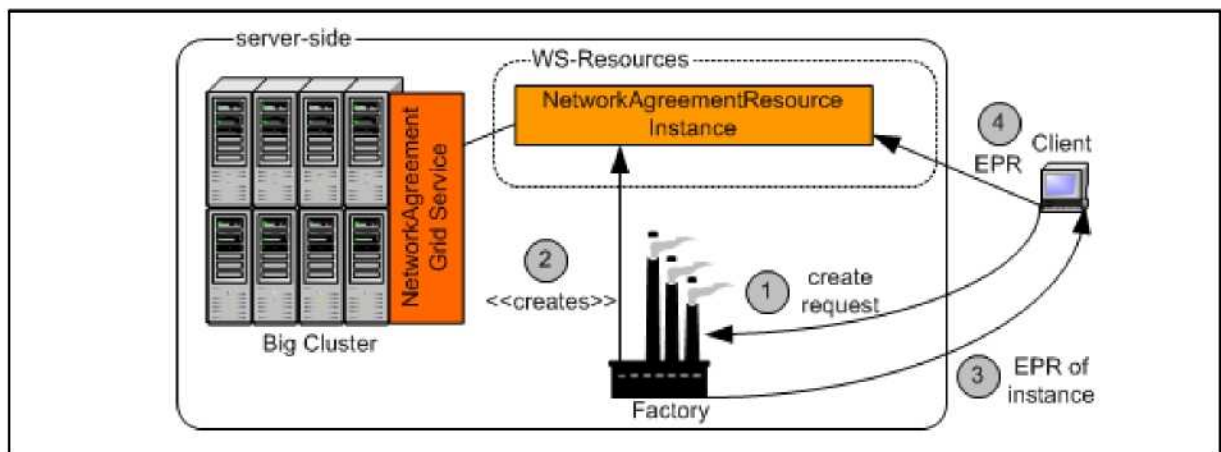 server-side
WS-Resources
NetworkAgreementResource
Instance
NetworkAgreement
Grid Service
Big Cluster
4
EPR
Client
2
<<creates>>
1
create
request
3
EPR of
instance
Factory